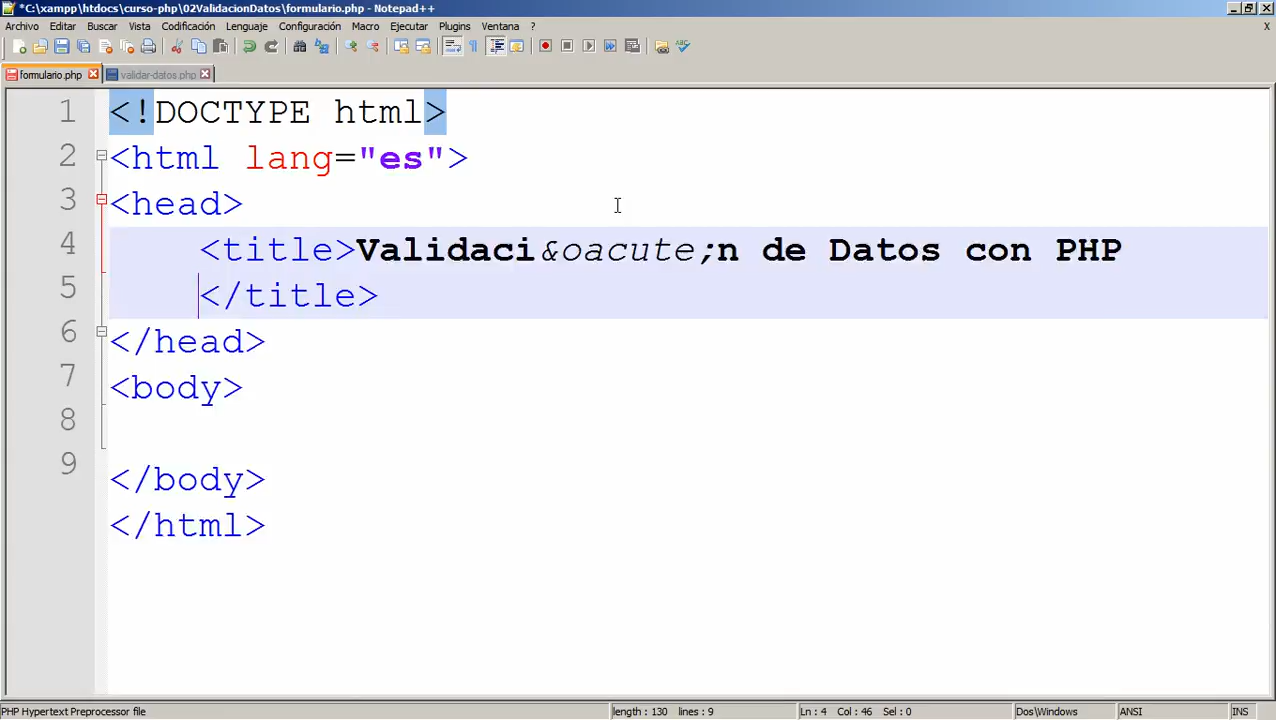 *C:\xampp\htdocs\curso-php\02ValidacionDatos\formulario.php - Notepad++
Archivo Editar Buscar Vista Codificación Lenguaje Configuración Macro Ejecutar Plugins Ventana ?
X
formulario.php validar-datos.php
1 <!DOCTYPE html>
2 <html lang="es">
3 <head>
4 <title>Validaci&oacute;n de Datos con PHP
5 </title>
6 </head>
7 <body>
8
9 </body>
</html>
PHP Hypertext Preprocessor file length : 130 lines : 9 Ln : 4 Col : 46 Sel : 0 Dos\Windows ANSI INS